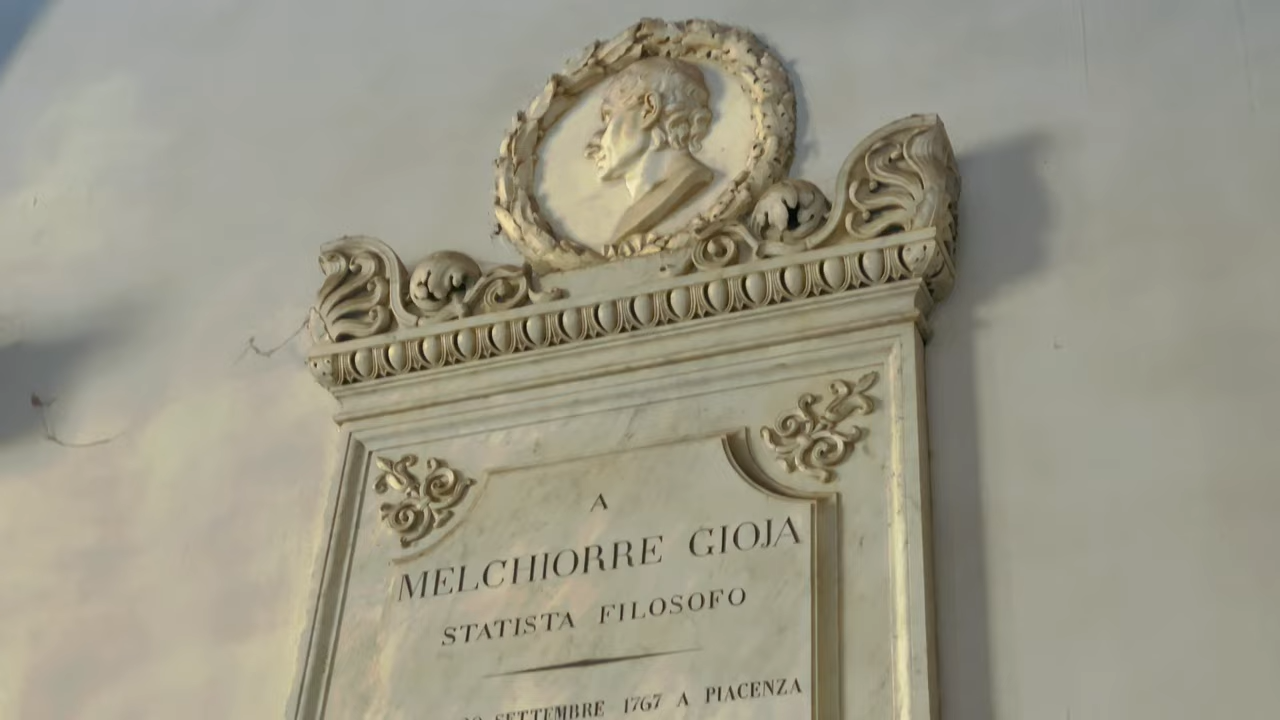 A
MELCHIORRE GIOJA
STATISTA FILOSOFO
SETTEMBRE 1767 A PIACENZA